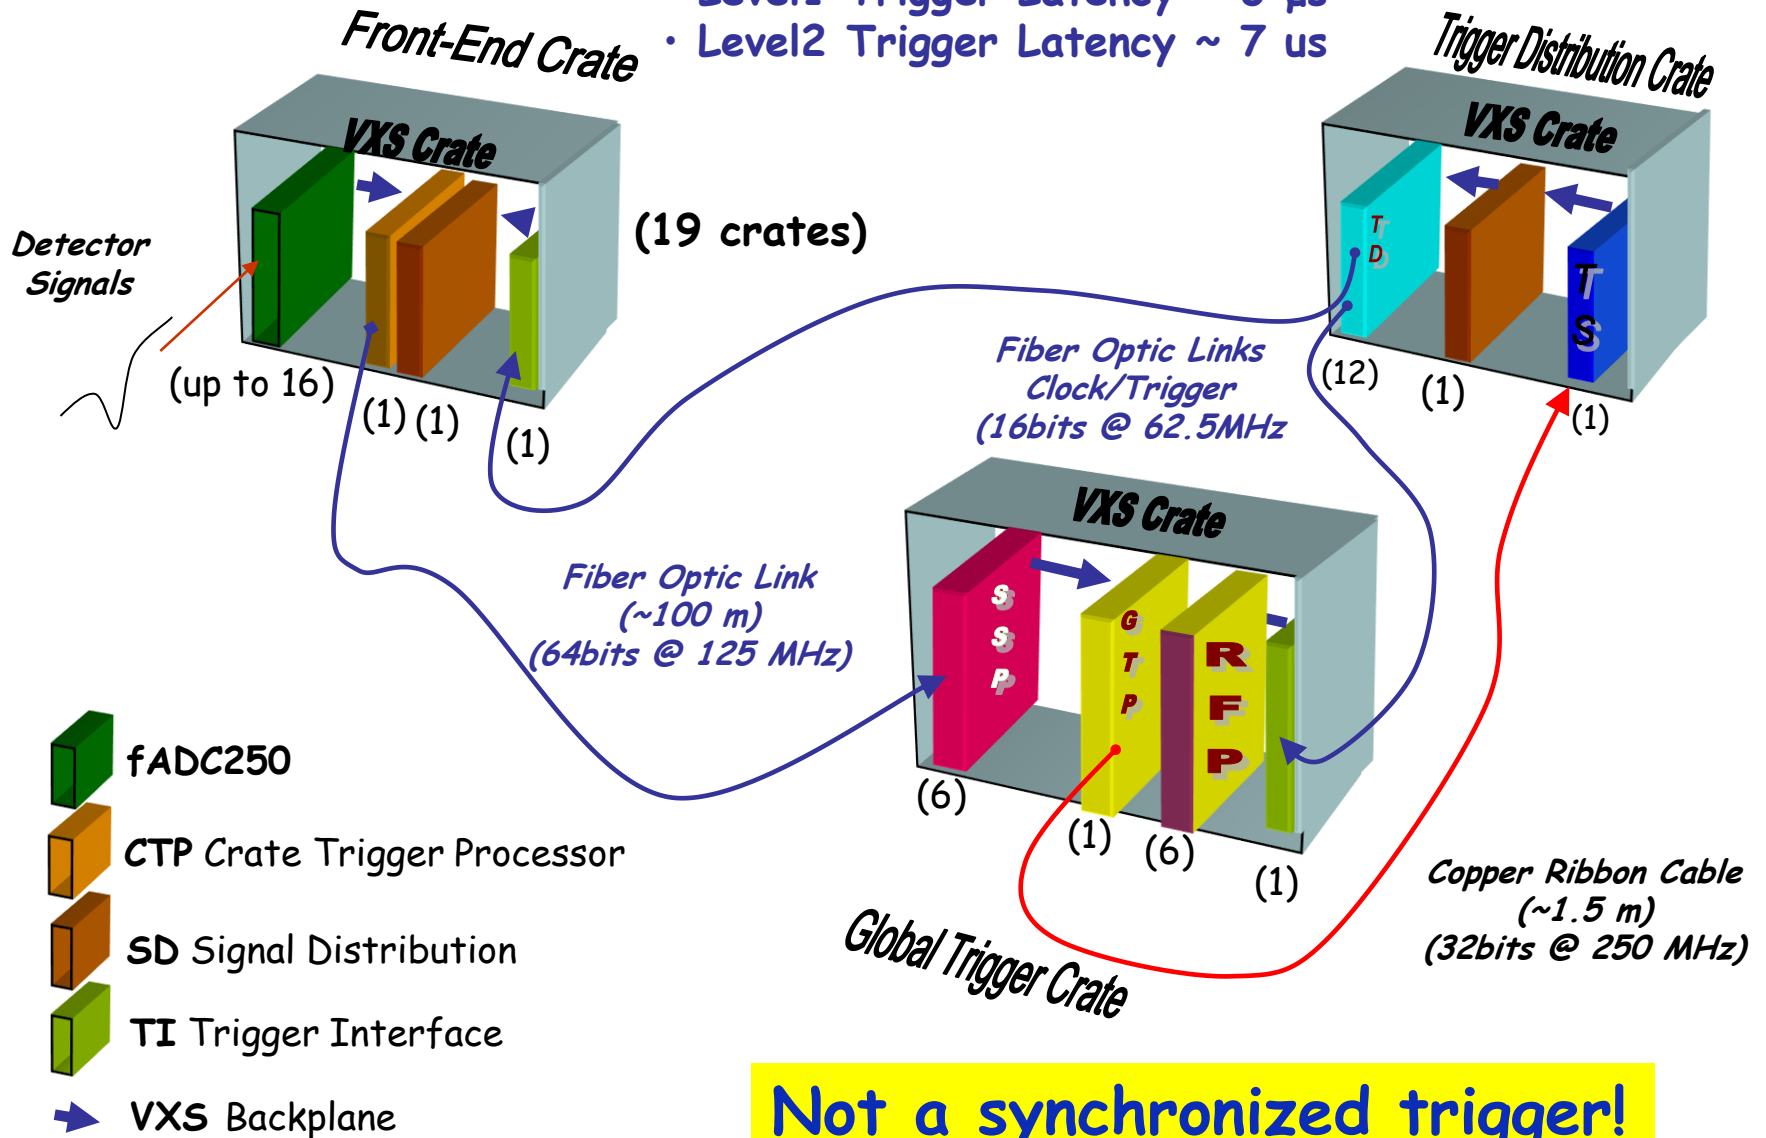 Level1 Trigger Latency ~
• Level2 Trigger Latency ~ 7 us
Front-End Crate
Trigger Distribution Crate
VXS Crate
VXS Crate
(19 crates)
Detector
Signals
T
D
T
S
(up to 16)
(1)
(1)
(1)
(12)
(1)
(1)
Fiber Optic Links
Clock/Trigger
(16bits @ 62.5MHz
VXS Crate
Fiber Optic Link
(~100 m)
(64bits @ 125 MHz)
S
S
P
G
T
P
R
F
P
(6)
(1)
(6)
(1)
Global Trigger Crate
Copper Ribbon Cable
(~1.5 m)
(32bits @ 250 MHz)
fADC250
CTP Crate Trigger Processor
SD Signal Distribution
TI Trigger Interface
VXS Backplane
Not a synchronized trigger!